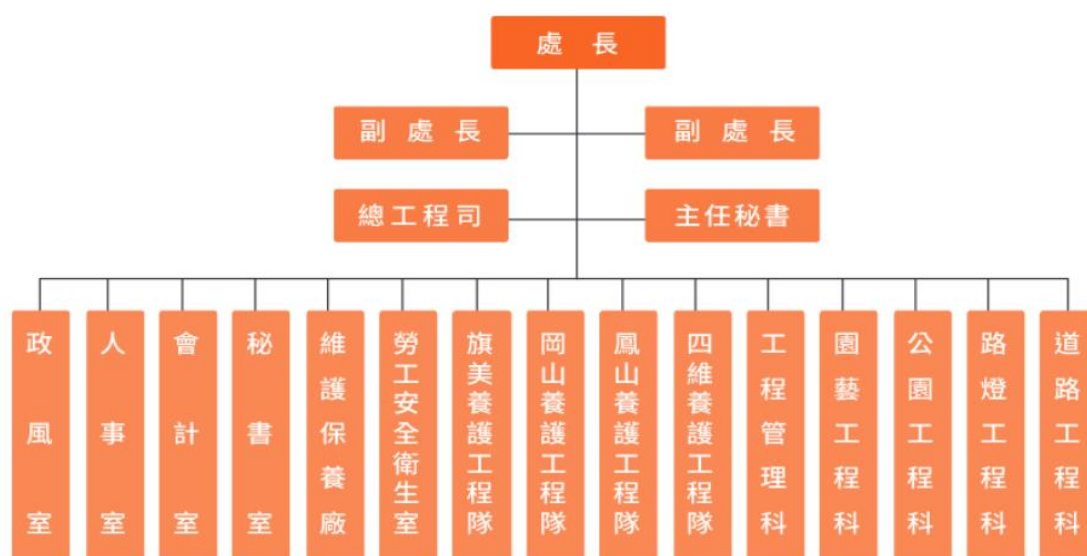 處長
副處長
副處長
總工程司
主任秘書
政風室
人事室
會計室
秘書室
維護保養廠
勞工安全衛生室
旗美養護工程隊
岡山養護工程隊
鳳山養護工程隊
四維養護工程隊
工程管理科
園藝工程科
公園工程科
路燈工程科
道路工程科